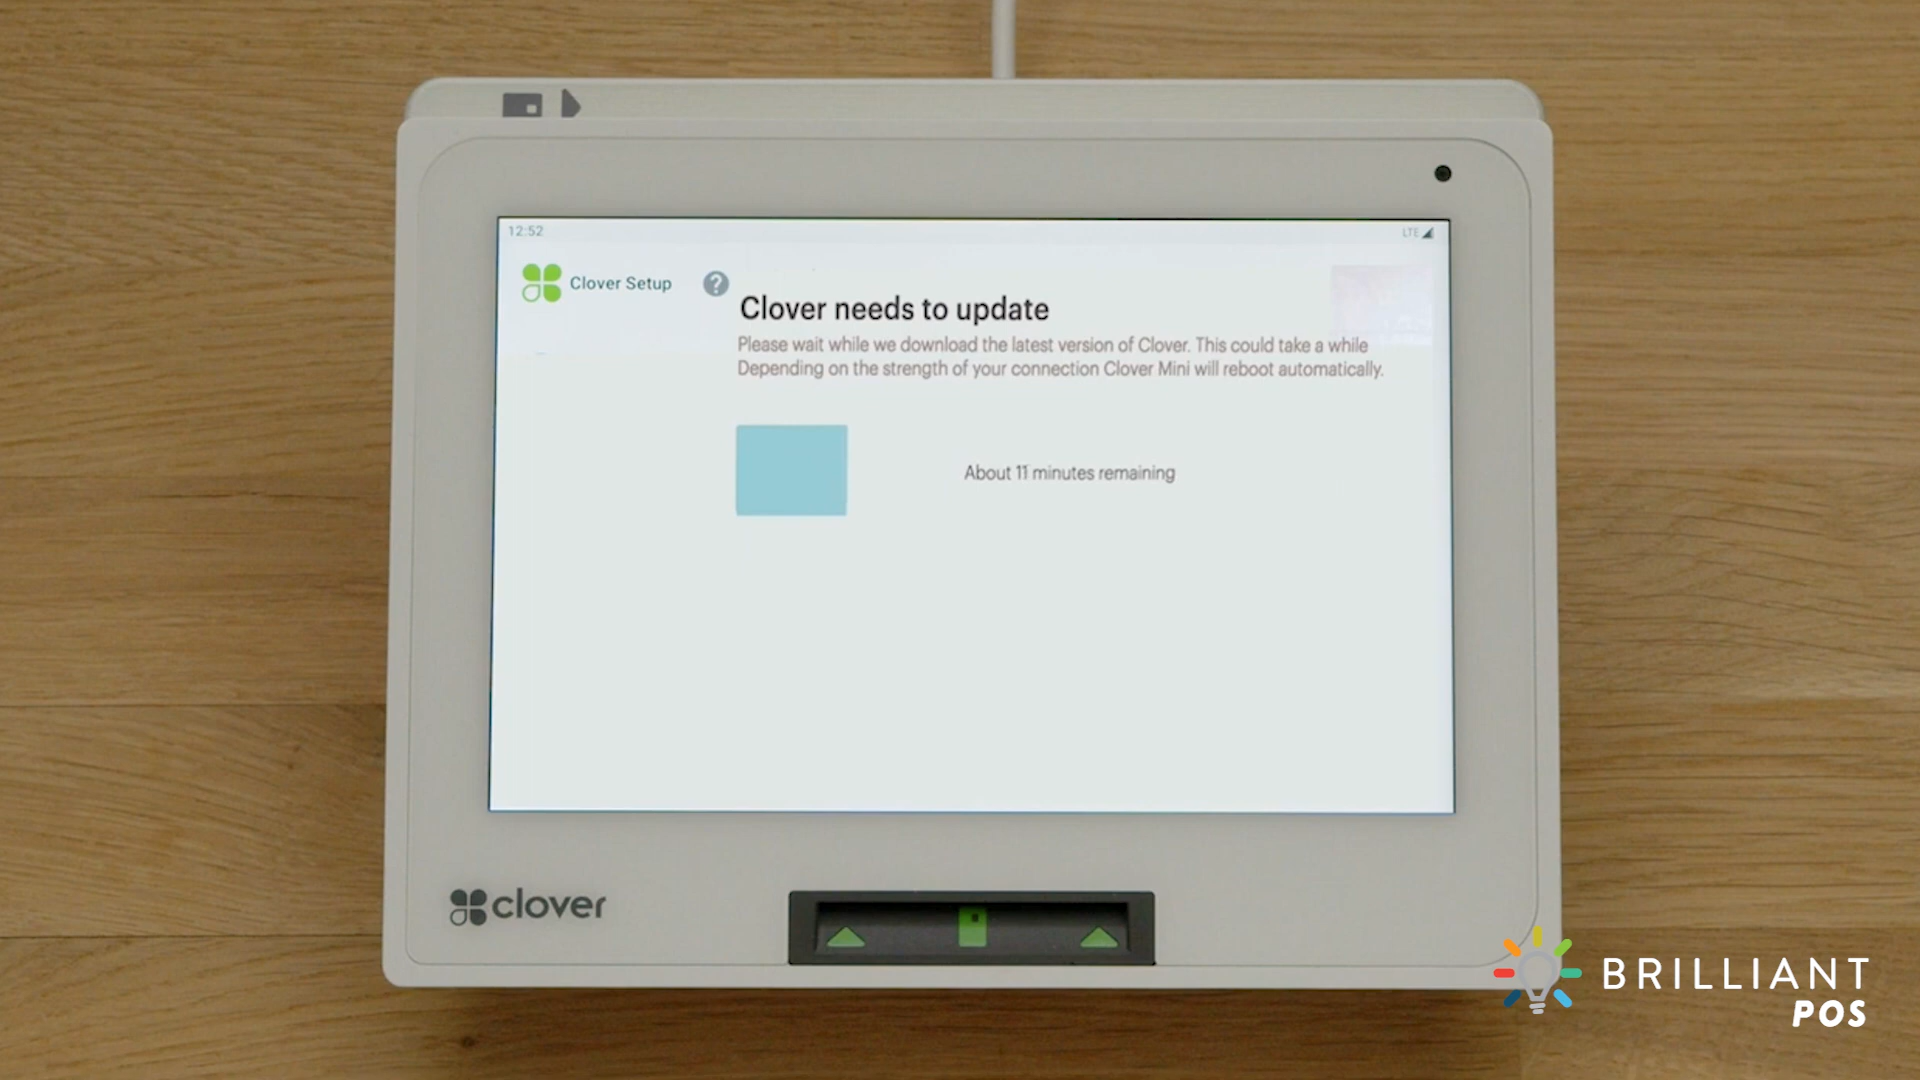 12:52
LTE
Clover Setup
?
Clover needs to update
Please wait while we download the latest version of Clover. This could take a while
Depending on the strength of your connection Clover Mini will reboot automatically.
About 11 minutes remaining
clover
BRILLIANT
POS